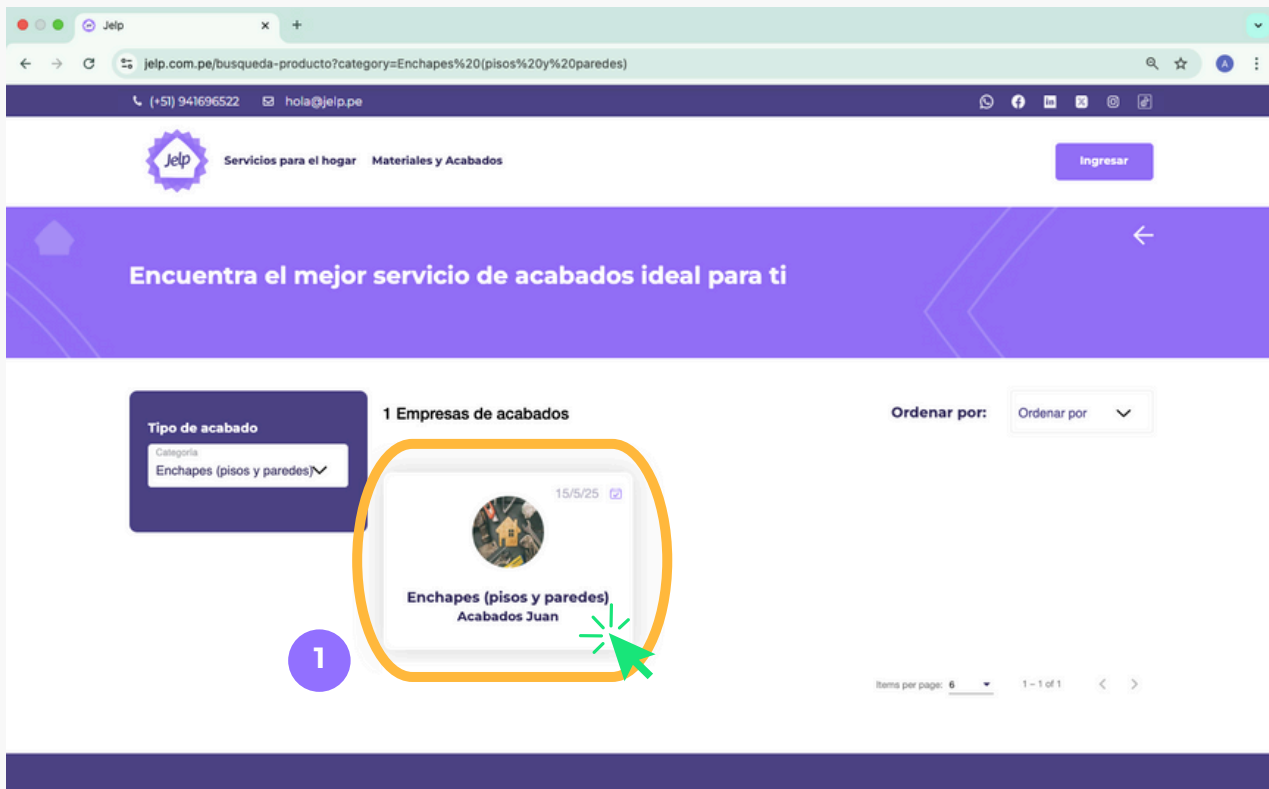 Jelp
jelp.com.pe/busqueda-producto?category=Enchapes%20(pisos%20y%20paredes)
A
(+51) 941696522 hola@jelp.pe
Jelp Servicios para el hogar Materiales y Acabados Ingresar
Encuentra el mejor servicio de acabados ideal para ti
1 Empresas de acabados Ordenar por: Ordenar por
Tipo de acabado
Categoría
Enchapes (pisos y paredes)
15/5/25
Enchapes (pisos y paredes)
Acabados Juan
1
Items per page: 6 1 – 1 of 1